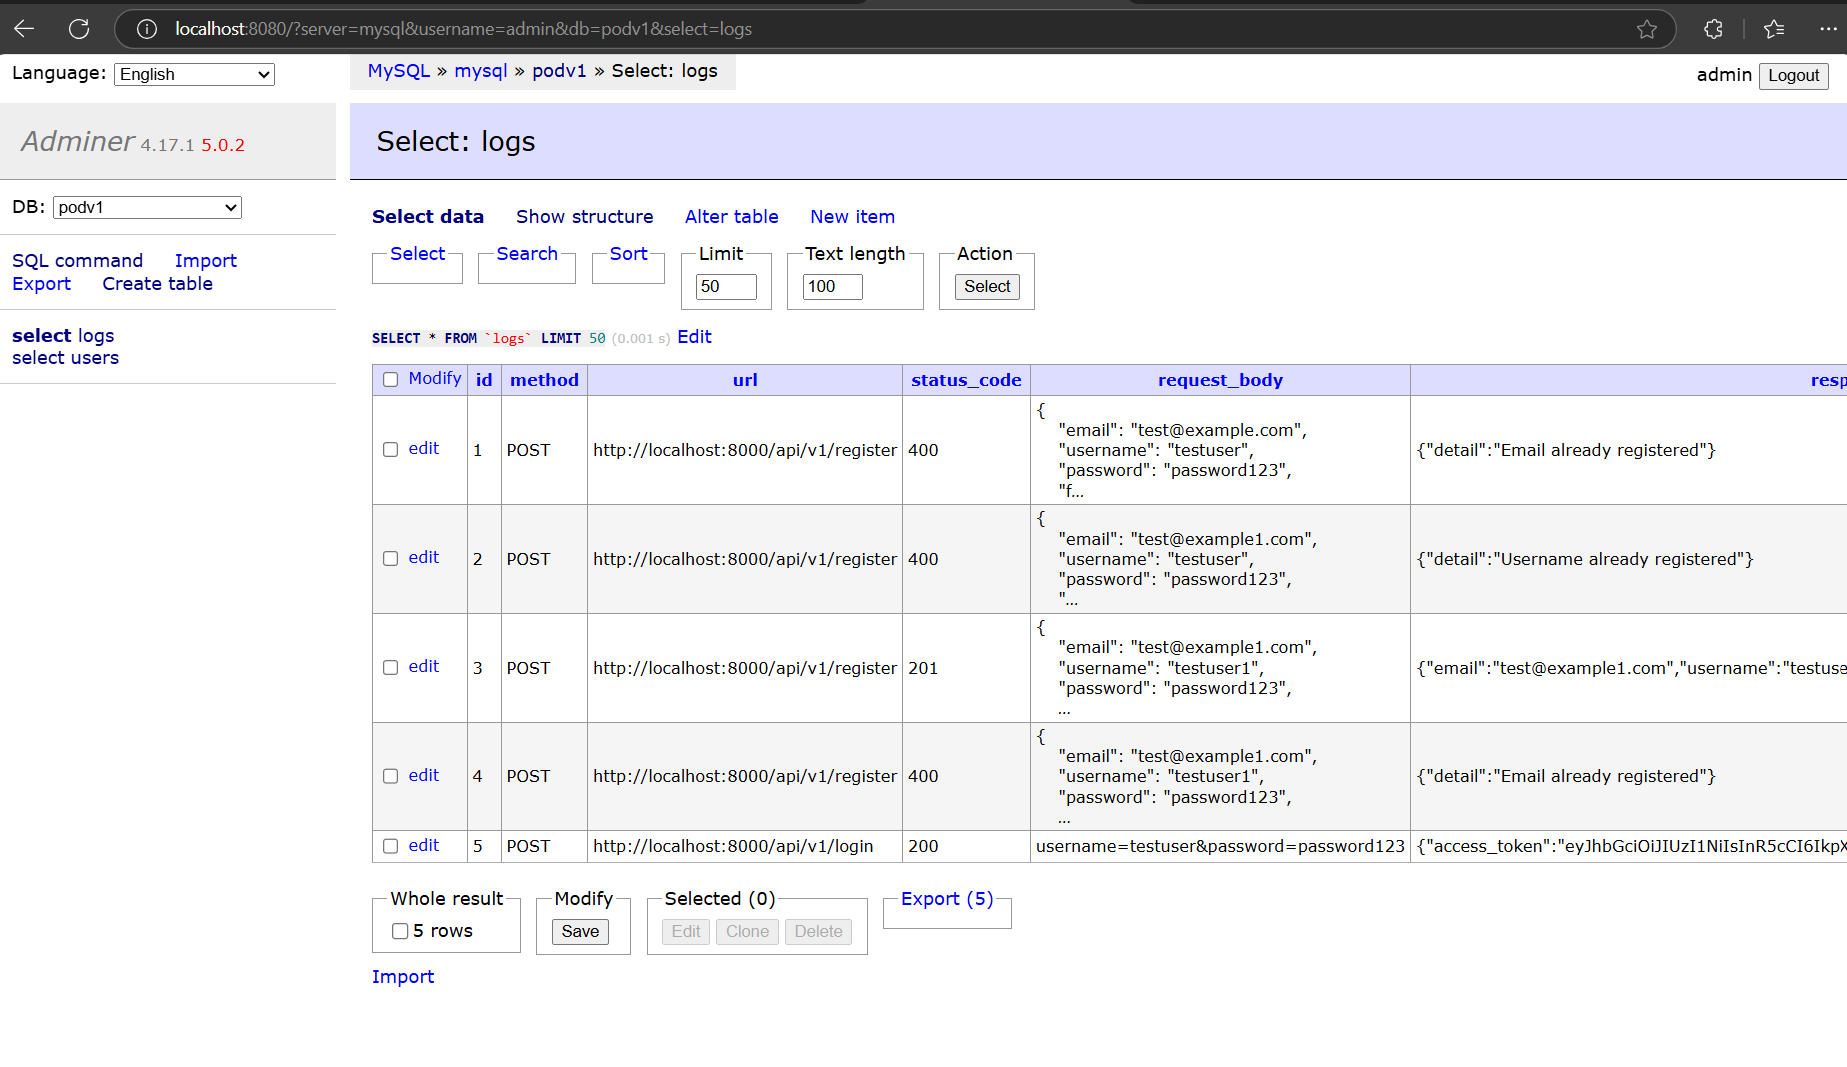 localhost:8080/?server=mysql&username=admin&db=podv1&select=logs
Language: English
MySQL » mysql » podv1 » Select: logs
admin Logout
Adminer 4.17.1 5.0.2
Select: logs
DB: podv1
SQL command Import
Export Create table
select logs
select users
Select data Show structure Alter table New item
Select Search Sort Limit Text length Action
50 100 Select
SELECT * FROM `logs` LIMIT 50 (0.001 s) Edit
Modify id method url status_code request_body resp
edit 1 POST http://localhost:8000/api/v1/register 400
{
"email": "test@example.com",
"username": "testuser",
"password": "password123",
"f...
{"detail":"Email already registered"}
edit 2 POST http://localhost:8000/api/v1/register 400
{
"email": "test@example1.com",
"username": "testuser",
"password": "password123",
"...
{"detail":"Username already registered"}
edit 3 POST http://localhost:8000/api/v1/register 201
{
"email": "test@example1.com",
"username": "testuser1",
"password": "password123",
...
{"email":"test@example1.com","username":"testuse
edit 4 POST http://localhost:8000/api/v1/register 400
{
"email": "test@example1.com",
"username": "testuser1",
"password": "password123",
...
{"detail":"Email already registered"}
edit 5 POST http://localhost:8000/api/v1/login 200 username=testuser&password=password123 {"access_token":"eyJhbGciOiJIUzI1NiIsInR5cCI6IkpX
Whole result Modify Selected (0) Export (5)
5 rows Save Edit Clone Delete
Import